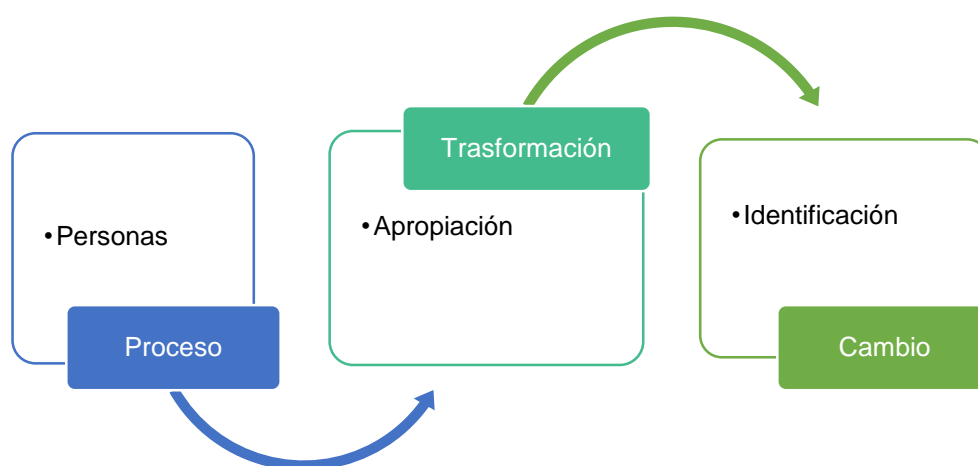 •Personas
Proceso
Trasformación
•Apropiación
•Identificación
Cambio